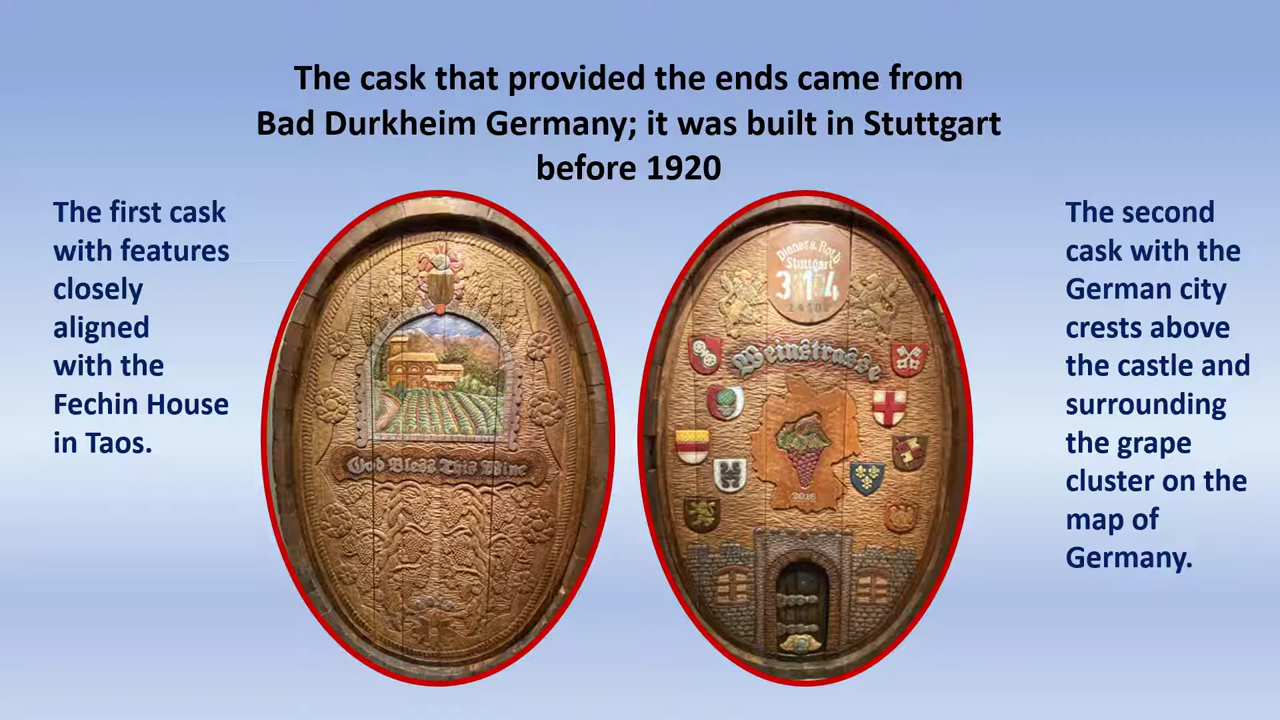 The cask that provided the ends came from
Bad Durkheim Germany; it was built in Stuttgart
before 1920
The first cask
with features
closely
aligned
with the
Fechin House
in Taos.
God Bless This Wine
Stuttgart
314
Weinstrasse
2016
The second
cask with the
German city
crests above
the castle and
surrounding
the grape
cluster on the
map of
Germany.